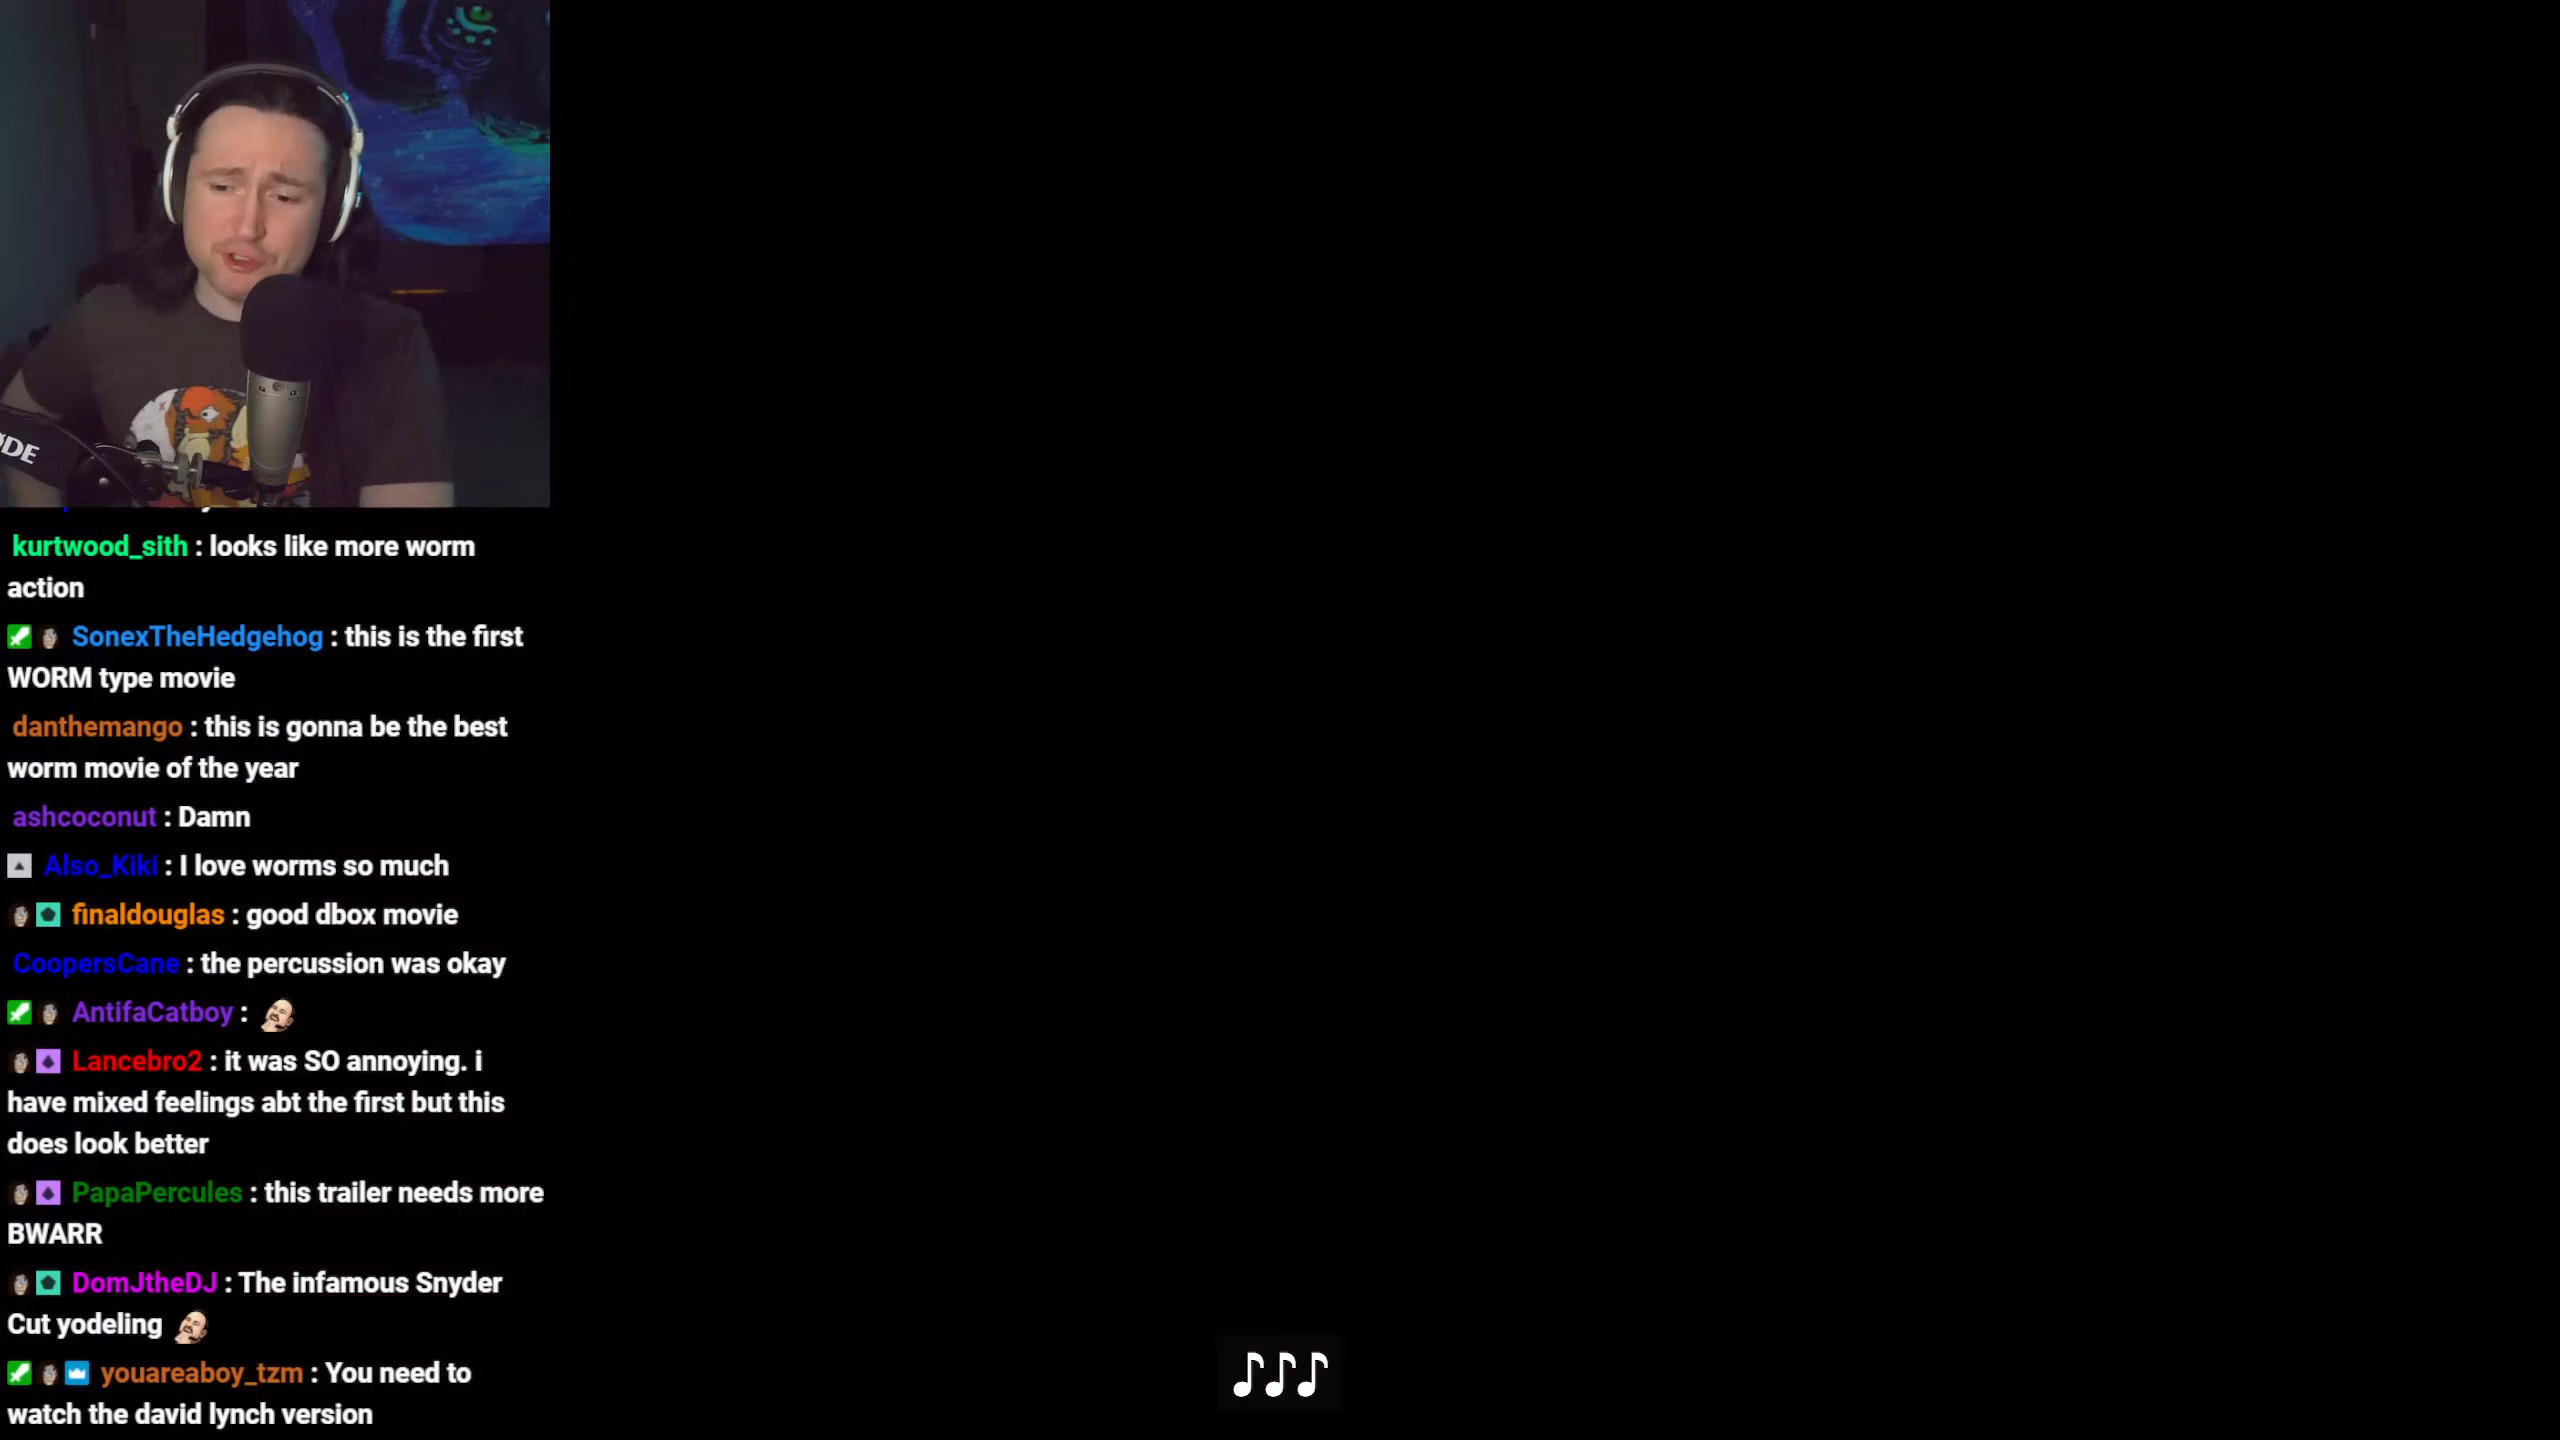 ØDE
kurtwood_sith : looks like more worm
action
SonexTheHedgehog : this is the first
WORM type movie
danthemango : this is gonna be the best
worm movie of the year
ashcoconut : Damn
Also_Kiki : I love worms so much
finaldouglas : good dbox movie
CoopersCane : the percussion was okay
AntifaCatboy :
Lancebro2 : it was SO annoying. i
have mixed feelings abt the first but this
does look better
PapaPercules : this trailer needs more
BWARR
DomJtheDJ : The infamous Snyder
Cut yodeling
youareaboy_tzm : You need to
watch the david lynch version
♪♪♪